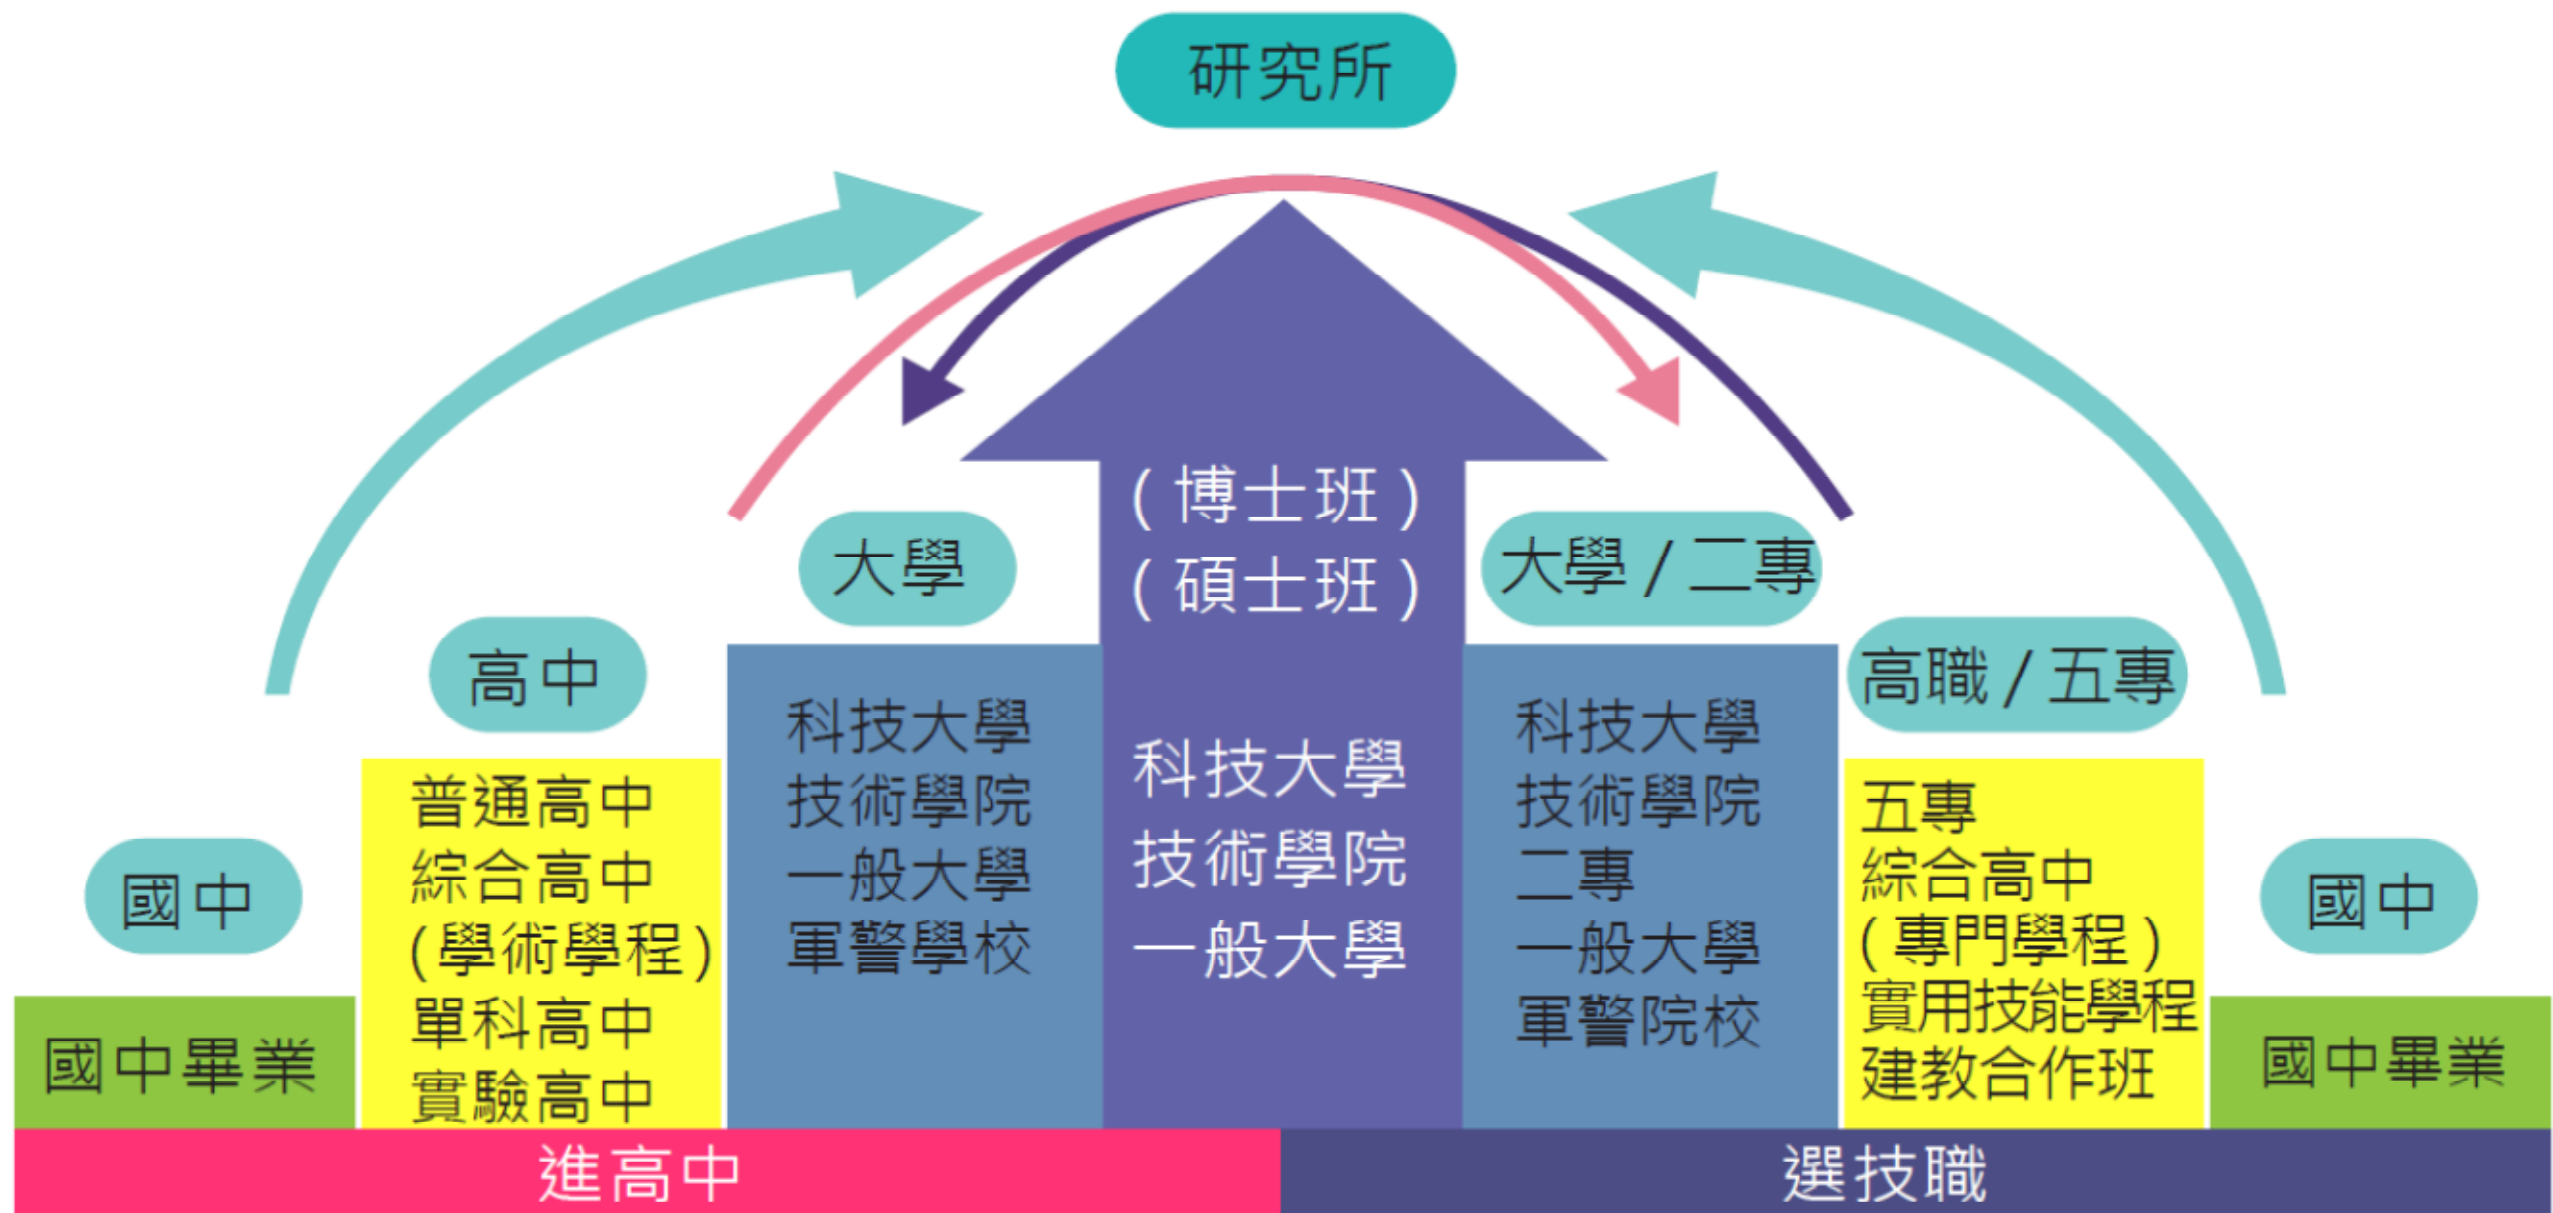 研究所
(博士班)
(碩士班)
科技大學
技術學院
一般大學
大學
科技大學
技術學院
一般大學
軍警學校
大學/二專
科技大學
技術學院
二專
一般大學
軍警院校
高中
普通高中
綜合高中
(學術學程)
單科高中
實驗高中
高職/五專
五專
綜合高中
(專門學程)
實用技能學程
建教合作班
國中
國中畢業
國中
國中畢業
進高中
選技職